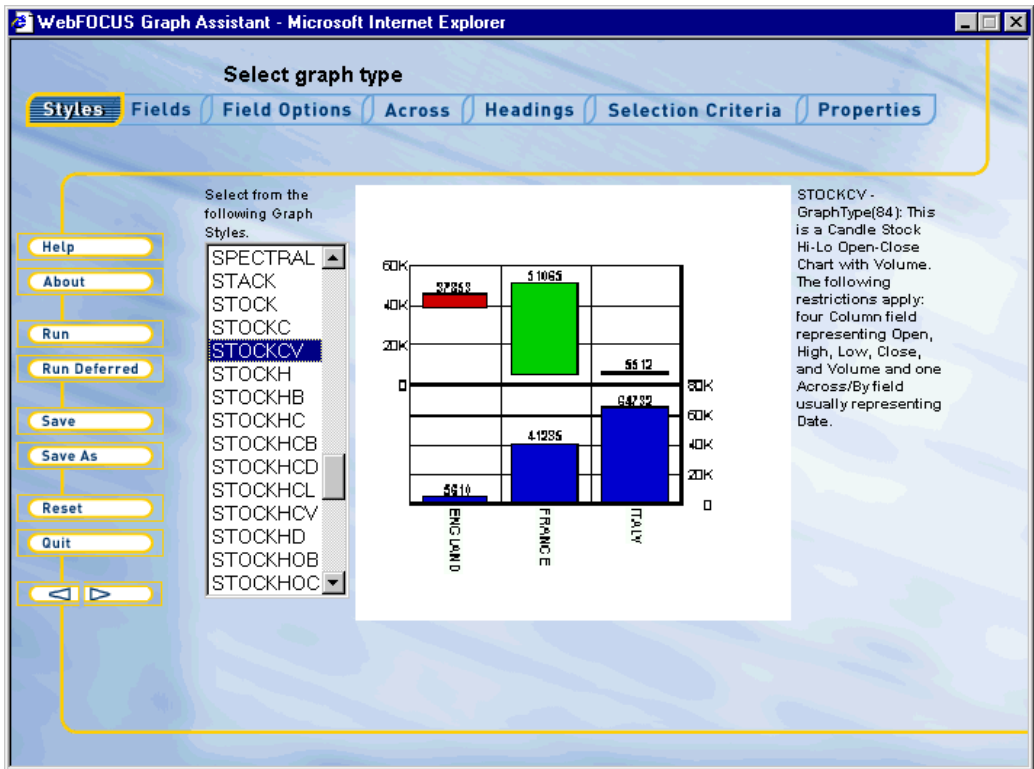 WebFOCUS Graph Assistant - Microsoft Internet Explorer
Select graph type
Styles Fields Field Options Across Headings Selection Criteria Properties
Help
About
Run
Run Deferred
Save
Save As
Reset
Quit
Select from the
following Graph
Styles.
SPECTRAL
STACK
STOCK
STOCKC
STOCKCV
STOCKH
STOCKHB
STOCKHC
STOCKHCB
STOCKHCD
STOCKHCL
STOCKHCV
STOCKHD
STOCKHOB
STOCKHOC
60K
40K
20K
0
37853
51065
5512
80K
60K
40K
20K
0
5610
41235
64732
ENGLAND
FRANCE
ITALY
STOCKCV -
GraphType(84): This
is a Candle Stock
Hi-Lo Open-Close
Chart with Volume.
The following
restrictions apply:
four Column field
representing Open,
High, Low, Close,
and Volume and one
Across/By field
usually representing
Date.